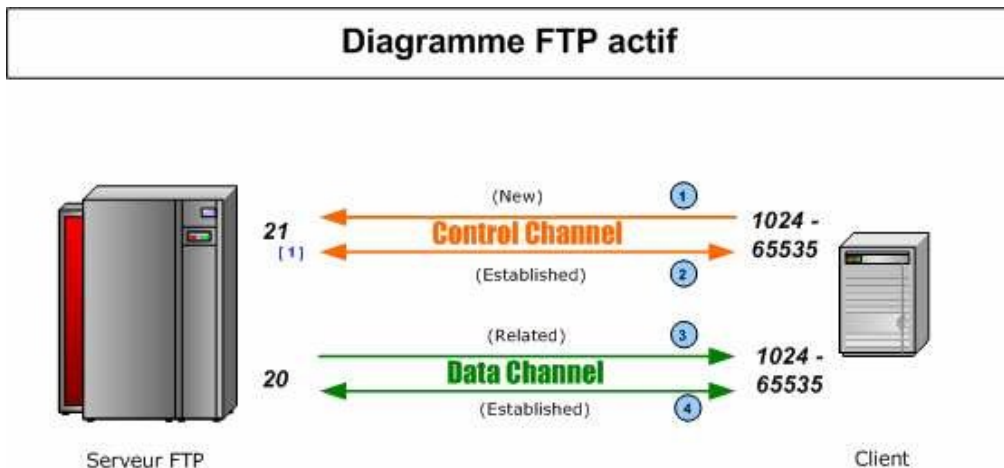 Diagramme FTP actif
(New)
1
21
[1]
Control Channel
1024 -
65535
(Established)
2
(Related)
3
20
Data Channel
1024 -
65535
(Established)
4
Serveur FTP
Client